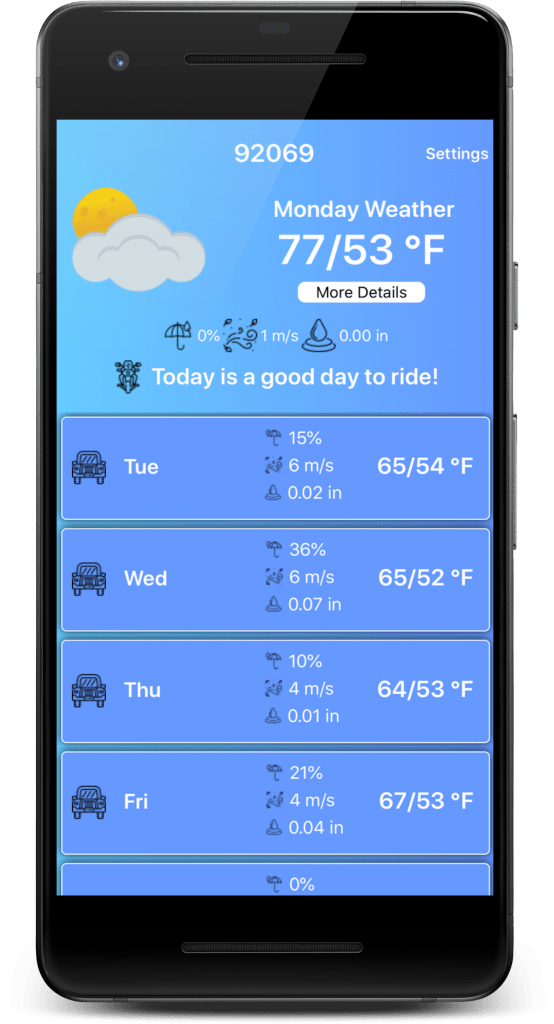 92069
Settings
Monday Weather
77/53 °F
More Details
0% 1 m/s 0.00 in
Today is a good day to ride!
15%
Tue 6 m/s 65/54 °F
0.02 in
36%
Wed 6 m/s 65/52 °F
0.07 in
10%
Thu 4 m/s 64/53 °F
0.01 in
21%
Fri 4 m/s 67/53 °F
0.04 in
0%